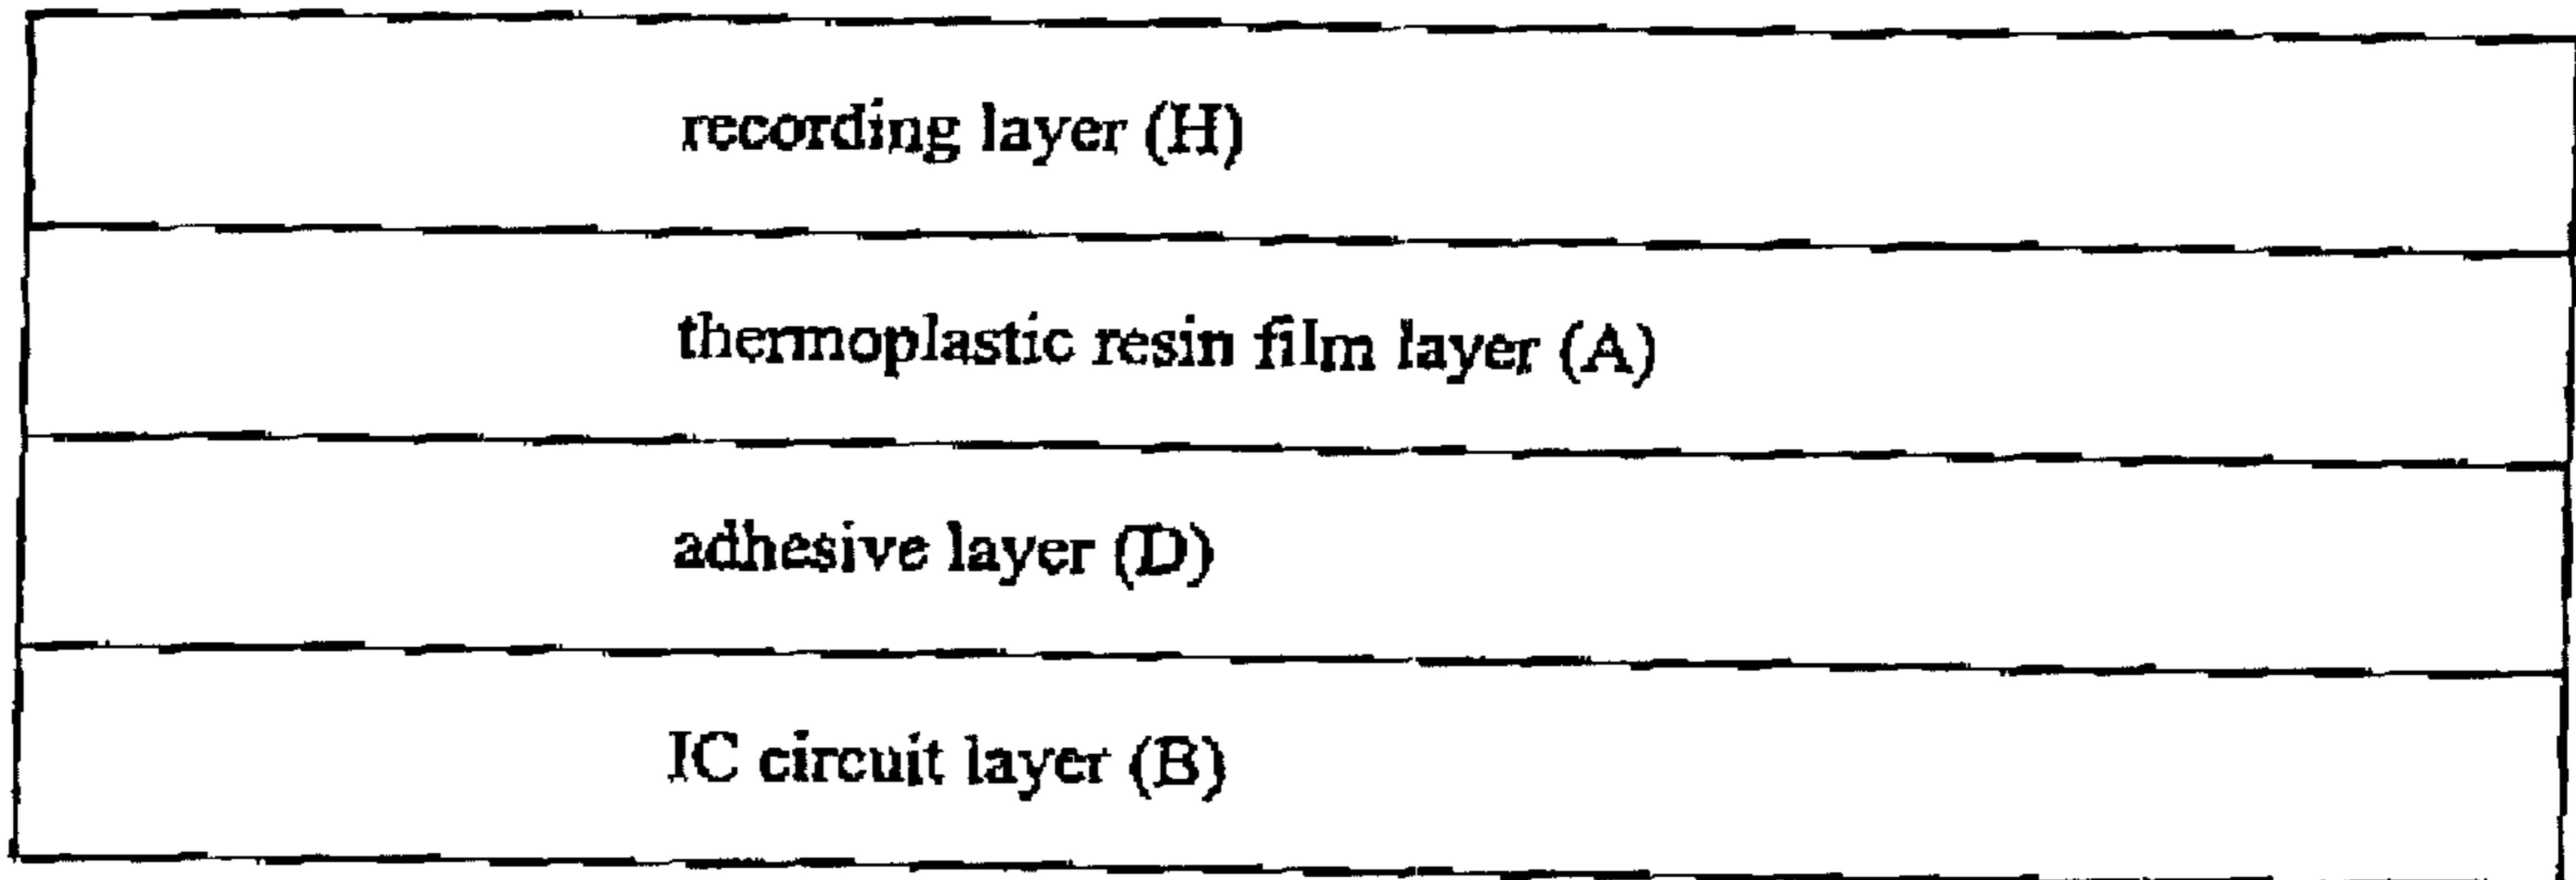 recording layer (H)
thermoplastic resin film layer (A)
adhesive layer (D)
IC circuit layer (B)